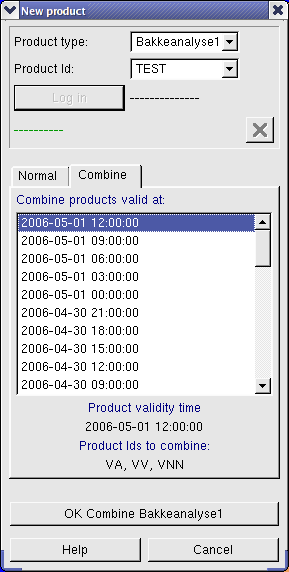 New product
Product type: Bakkeanalyse1
Product Id: TEST
Log in --------------
----------
Normal Combine
Combine products valid at:
2006-05-01 12:00:00
2006-05-01 09:00:00
2006-05-01 06:00:00
2006-05-01 03:00:00
2006-05-01 00:00:00
2006-04-30 21:00:00
2006-04-30 18:00:00
2006-04-30 15:00:00
2006-04-30 12:00:00
2006-04-30 09:00:00
Product validity time
2006-05-01 12:00:00
Product Ids to combine:
VA, VV, VNN
OK Combine Bakkeanalyse1
Help Cancel